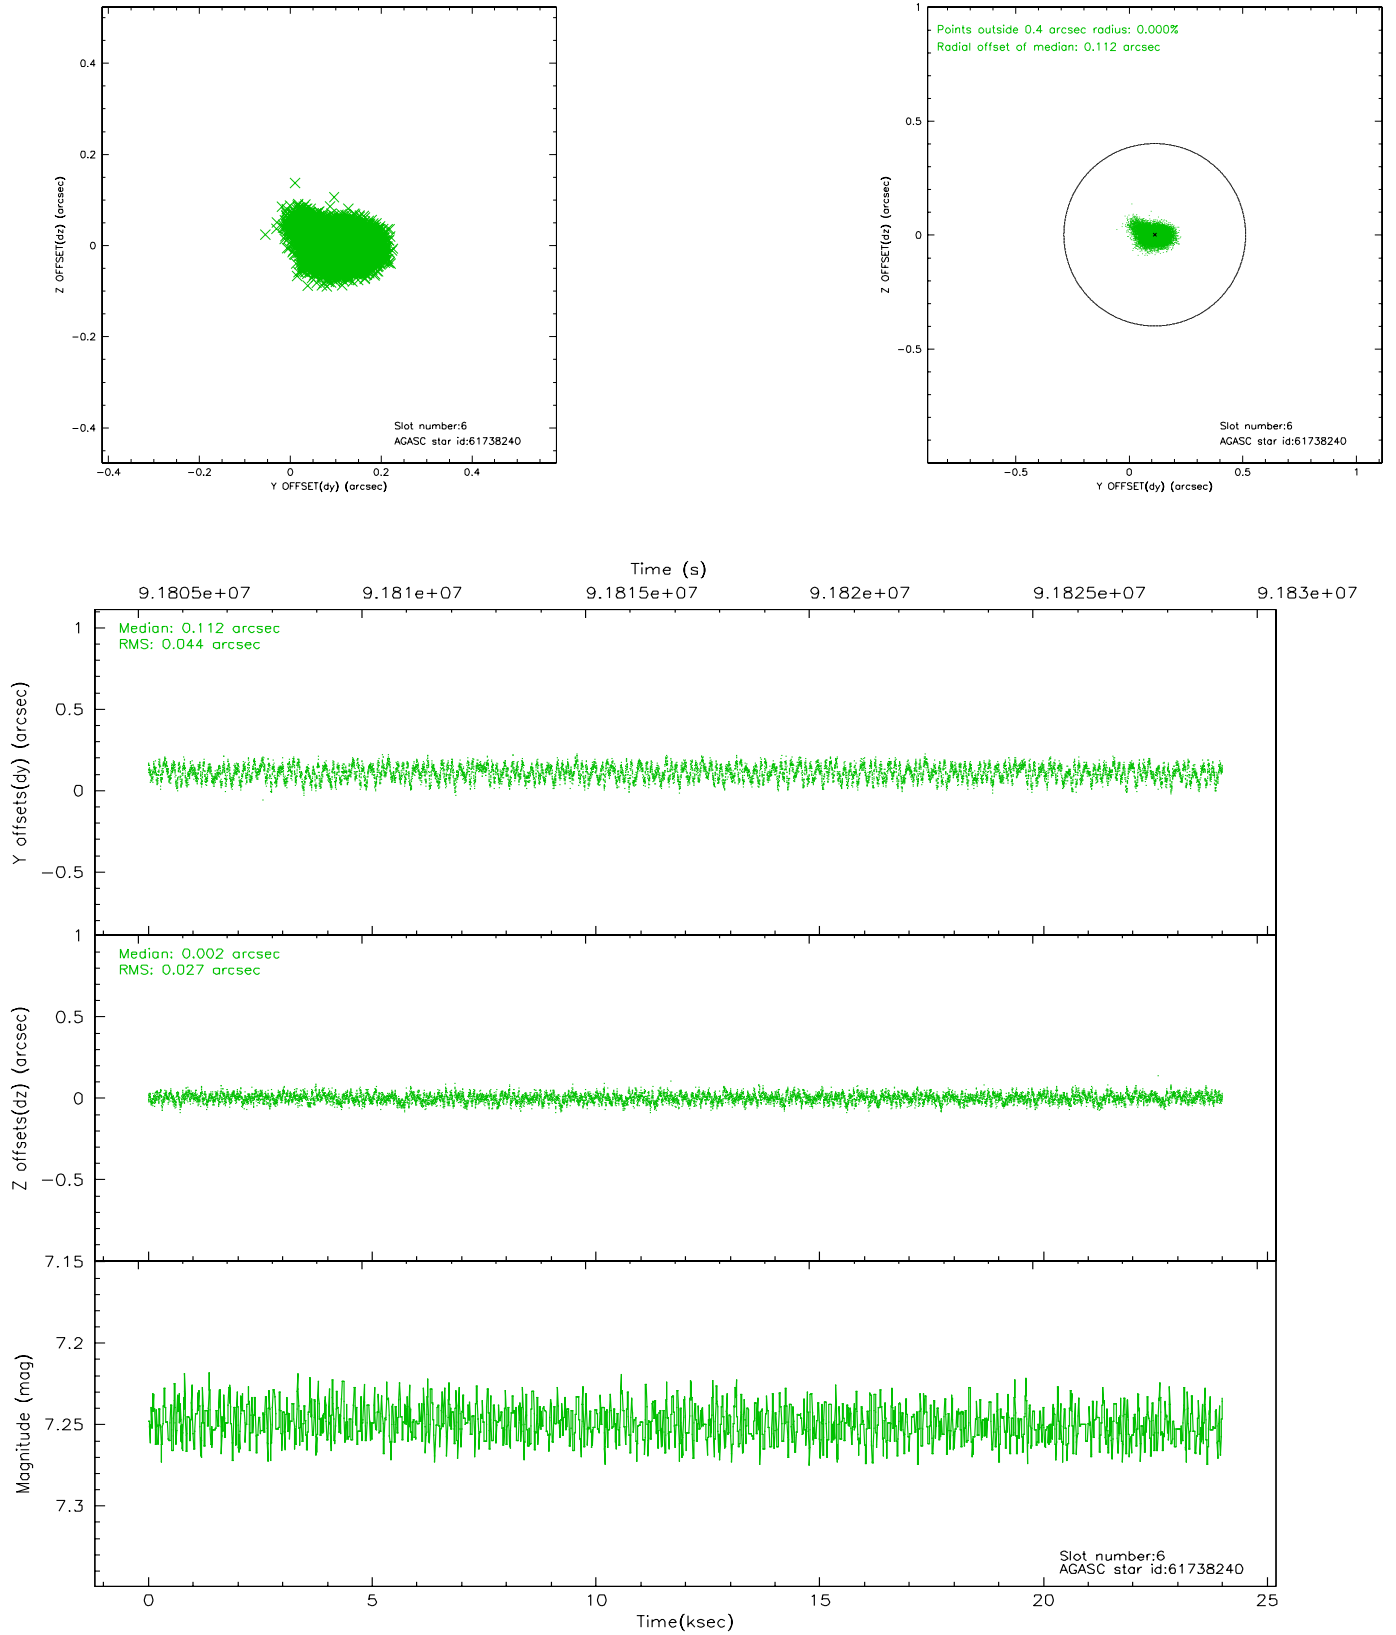 0.4
0.2
0
−0.2
−0.4
Z OFFSET(dz) (arcsec)
Slot number:6
AGASC star id:61738240
−0.4 −0.2 0 0.2 0.4
Y OFFSET(dy) (arcsec)
Points outside 0.4 arcsec radius: 0.000%
Radial offset of median: 0.112 arcsec
1
0.5
0
−0.5
Z OFFSET(dz) (arcsec)
Slot number:6
AGASC star id:61738240
−0.5 0 0.5 1
Y OFFSET(dy) (arcsec)
Time (s)
9.1805e+07 9.181e+07 9.1815e+07 9.182e+07 9.1825e+07 9.183e+07
Median: 0.112 arcsec
RMS: 0.044 arcsec
1
0.5
0
−0.5
Y offsets(dy) (arcsec)
Median: 0.002 arcsec
RMS: 0.027 arcsec
1
0.5
0
−0.5
Z offsets(dz) (arcsec)
7.15
7.2
7.25
7.3
Magnitude (mag)
Slot number:6
AGASC star id:61738240
0 5 10 15 20 25
Time(ksec)